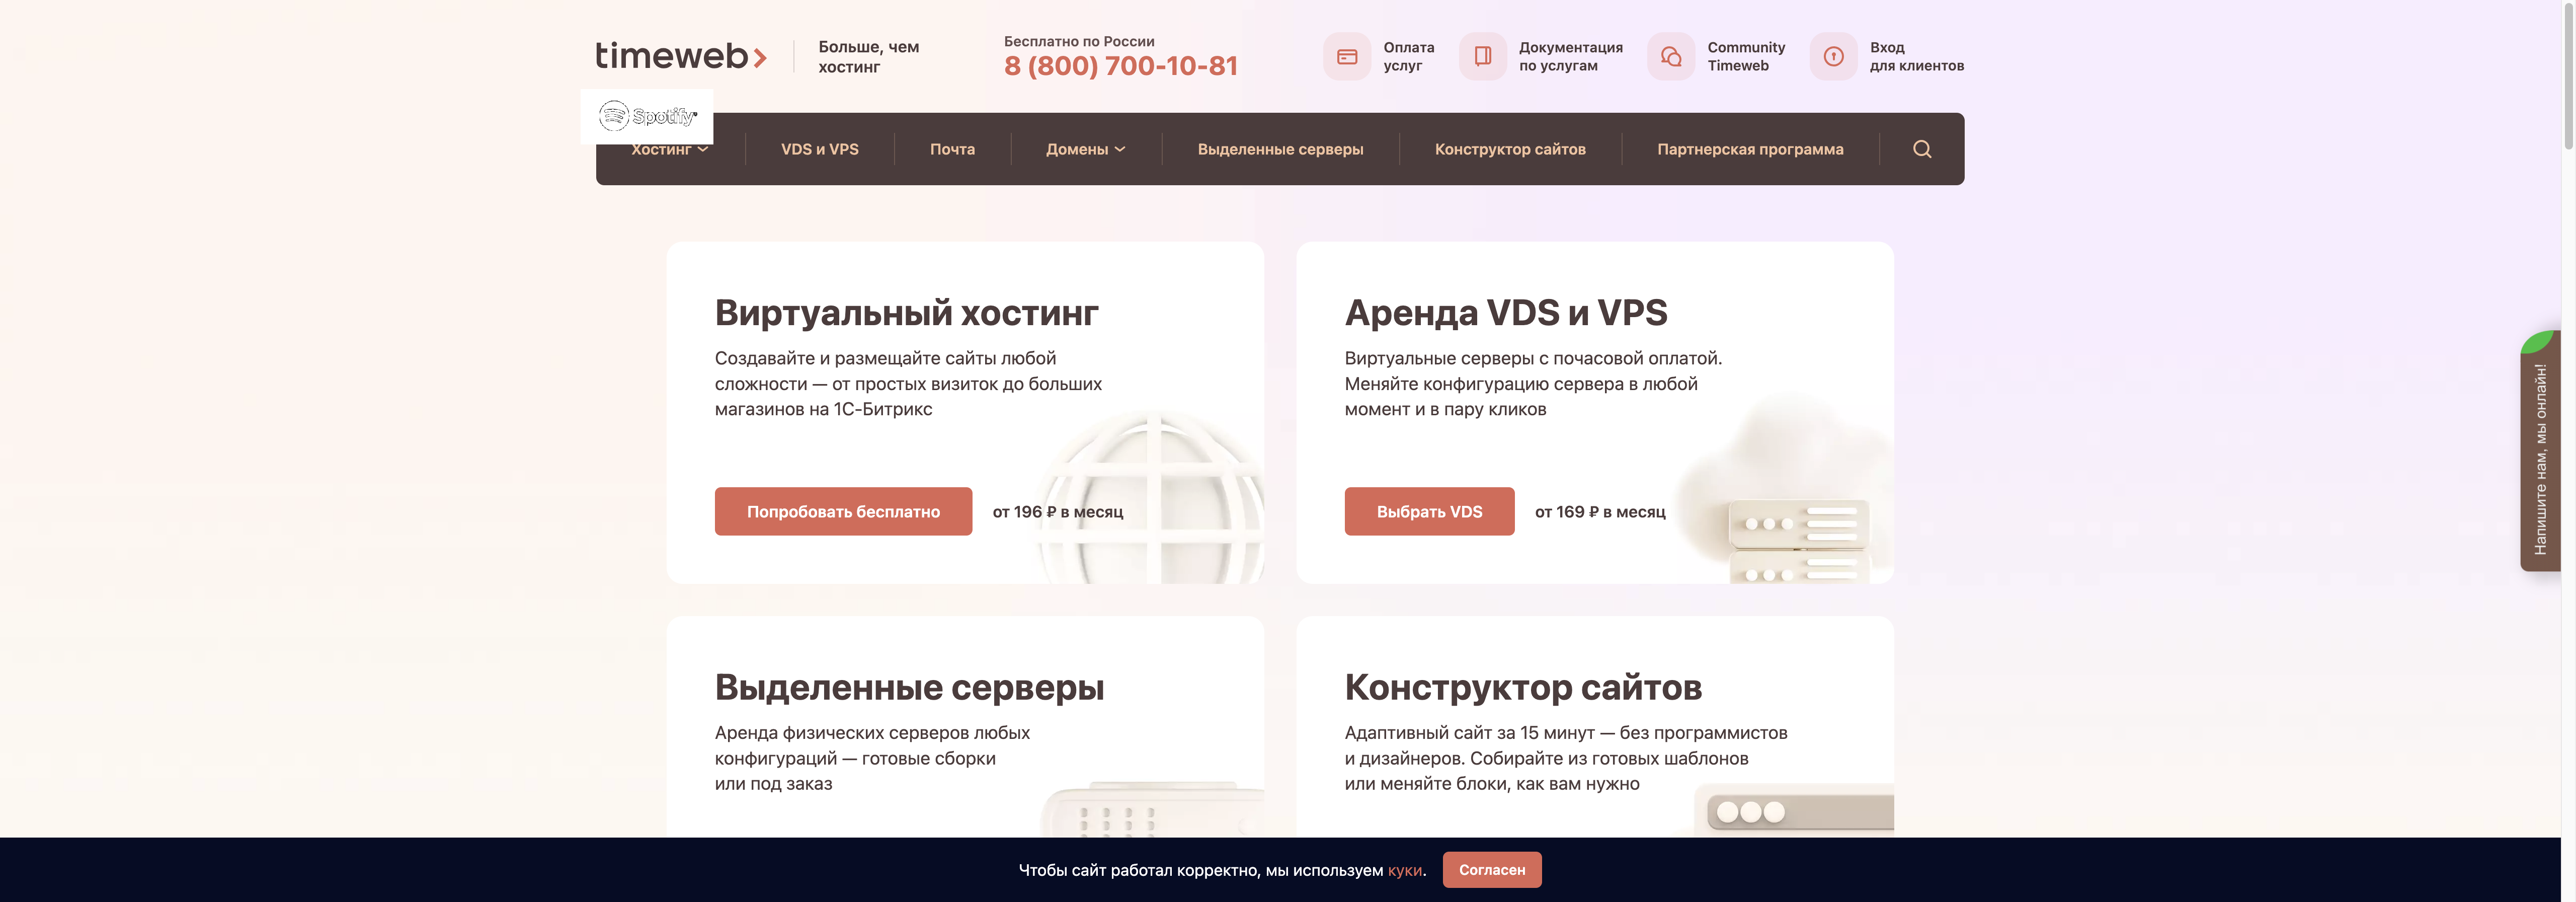 timeweb
Больше, чем
хостинг
Бесплатно по России
8 (800) 700-10-81
Оплата
услуг
Документация
по услугам
Community
Timeweb
Вход
для клиентов
Spotify
Хостинг
VDS и VPS
Почта
Домены
Выделенные серверы
Конструктор сайтов
Партнерская программа
Виртуальный хостинг
Создавайте и размещайте сайты любой
сложности — от простых визиток до больших
магазинов на 1С-Битрикс
Попробовать бесплатно
от 196 ₽ в месяц
Аренда VDS и VPS
Виртуальные серверы с почасовой оплатой.
Меняйте конфигурацию сервера в любой
момент и в пару кликов
Выбрать VDS
от 169 ₽ в месяц
Напишите нам, мы онлайн!
Выделенные серверы
Аренда физических серверов любых
конфигураций — готовые сборки
или под заказ
Конструктор сайтов
Адаптивный сайт за 15 минут — без программистов
и дизайнеров. Собирайте из готовых шаблонов
или меняйте блоки, как вам нужно
Чтобы сайт работал корректно, мы используем куки.
Согласен